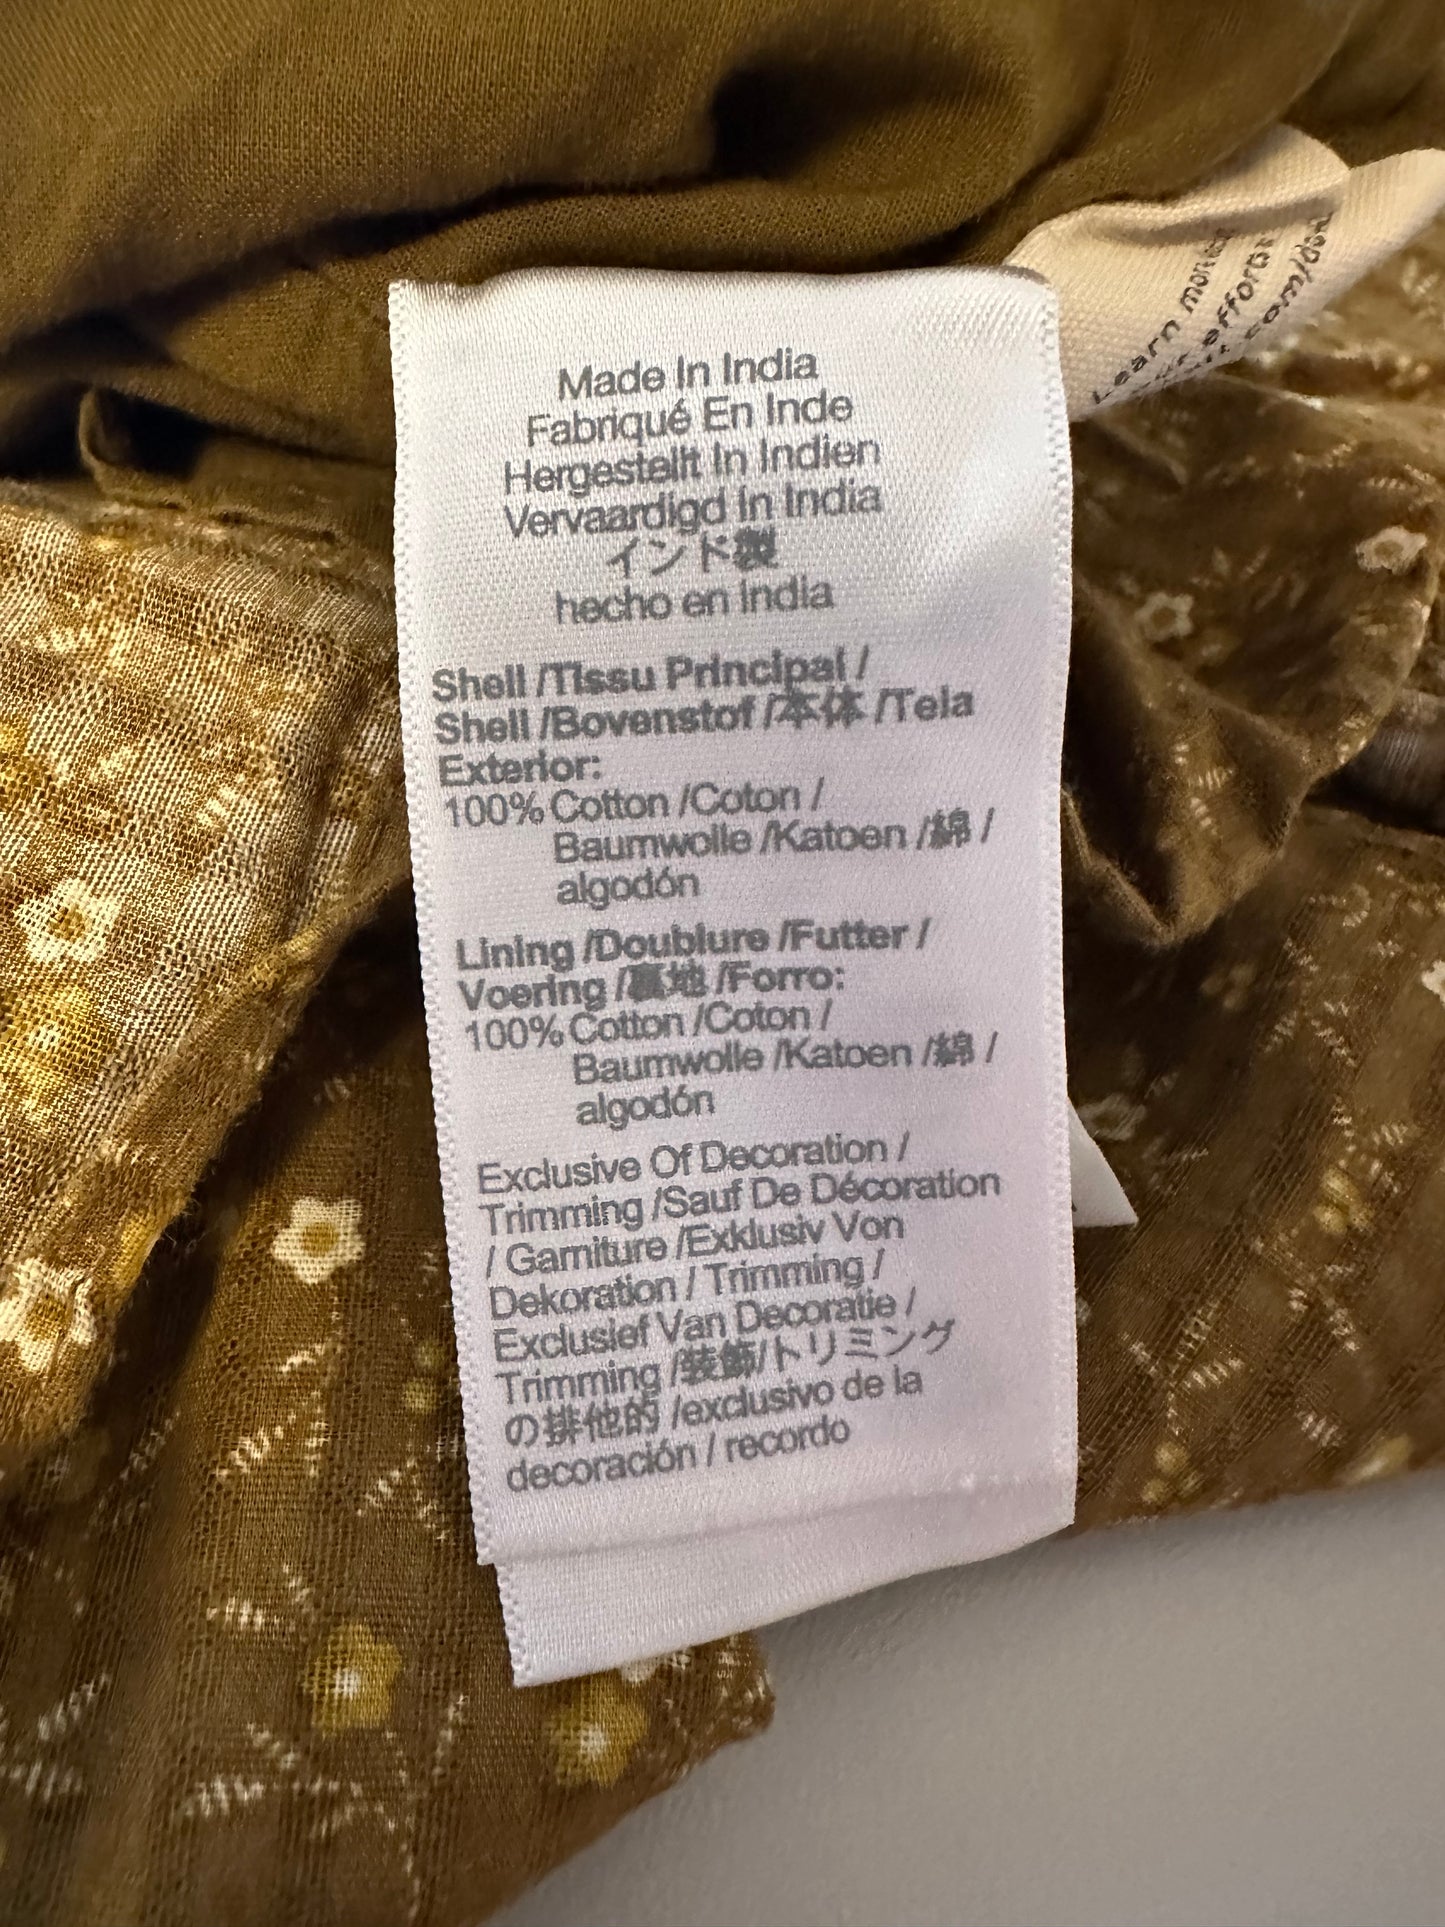 Made In India
Fabriqué En Inde
Hergestellt In Indien
Vervaardigd In India
インド製
hecho en India
Shell /Tissu Principal /
Shell /Bovenstof /本体 /Tela
Exterior:
100% Cotton /Coton /
Baumwolle /Katoen /綿 /
algodón
Lining /Doublure /Futter /
Voering /裏地 /Forro:
100% Cotton /Coton /
Baumwolle /Katoen /綿 /
algodón
Exclusive Of Decoration /
Trimming /Sauf De Décoration
/ Garniture /Exklusiv Von
Dekoration / Trimming /
Exclusief Van Decoratie /
Trimming /装飾/トリミング
の排他的 /exclusivo de la
decoración / recordo
Learn more
efforts
com/